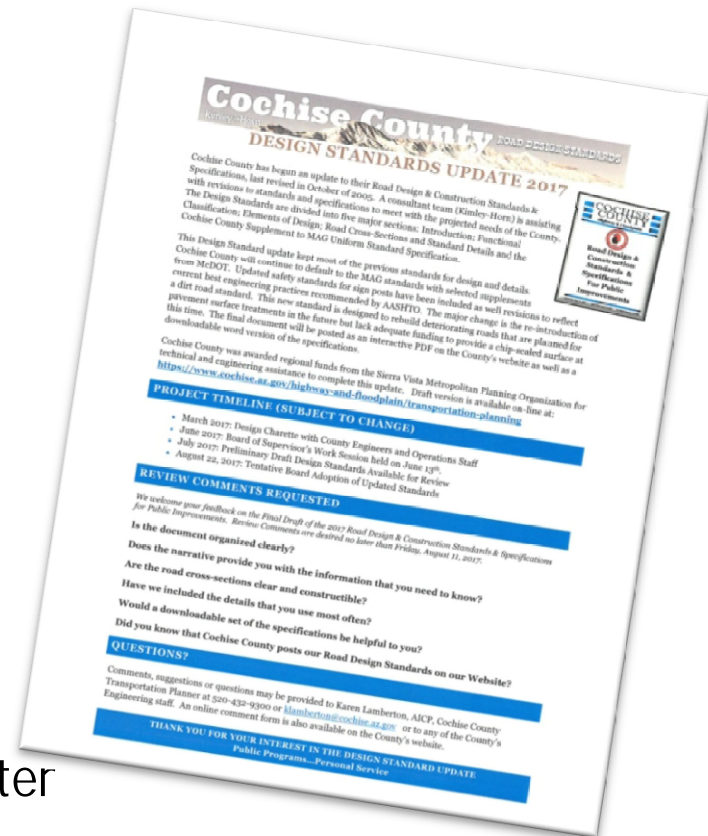 Cochise County ROAD DESIGN STANDARDS
Kimley-Horn
DESIGN STANDARDS UPDATE 2017
Cochise County has begun an update to their Road Design & Construction Standards &
Specifications, last revised in October of 2005. A consultant team (Kimley-Horn) is assisting
with revisions to standards and specifications to meet with the projected needs of the County.
The Design Standards are divided into five major sections: Introduction; Functional
Classification; Elements of Design; Road Cross-Sections and Standard Details and the
Cochise County Supplement to MAG Uniform Standard Specification.
COCHISE
COUNTY
Road Design &
Construction
Standards &
Specifications
For Public
Improvements
This Design Standard update kept most of the previous standards for design and details.
Cochise County will continue to default to the MAG standards with selected supplements
from McDOT. Updated safety standards for sign posts have been included as well revisions to reflect
current best engineering practices recommended by AASHTO. The major change is the re-introduction of
a dirt road standard. This new standard is designed to rebuild deteriorating roads that are planned for
pavement surface treatments in the future but lack adequate funding to provide a chip-sealed surface at
this time. The final document will be posted as an interactive PDF on the County's website as well as a
downloadable word version of the specifications.
Cochise County was awarded regional funds from the Sierra Vista Metropolitan Planning Organization for
technical and engineering assistance to complete this update. Draft version is available on-line at:
https://www.cochise.az.gov/highway-and-floodplain/transportation-planning
PROJECT TIMELINE (SUBJECT TO CHANGE)
• March 2017: Design Charette with County Engineers and Operations Staff
• June 2017: Board of Supervisor's Work Session held on June 13th.
• July 2017: Preliminary Draft Design Standards Available for Review
• August 22, 2017: Tentative Board Adoption of Updated Standards
REVIEW COMMENTS REQUESTED
We welcome your feedback on the Final Draft of the 2017 Road Design & Construction Standards & Specifications
for Public Improvements. Review Comments are desired no later than Friday, August 11, 2017.
Is the document organized clearly?
Does the narrative provide you with the information that you need to know?
Are the road cross-sections clear and constructible?
Have we included the details that you use most often?
Would a downloadable set of the specifications be helpful to you?
Did you know that Cochise County posts our Road Design Standards on our Website?
QUESTIONS?
Comments, suggestions or questions may be provided to Karen Lamberton, AICP, Cochise County
Transportation Planner at 520-432-9300 or klamberton@cochise.az.gov or to any of the County's
Engineering staff. An online comment form is also available on the County's website.
THANK YOU FOR YOUR INTEREST IN THE DESIGN STANDARD UPDATE
Public Programs...Personal Service
ter